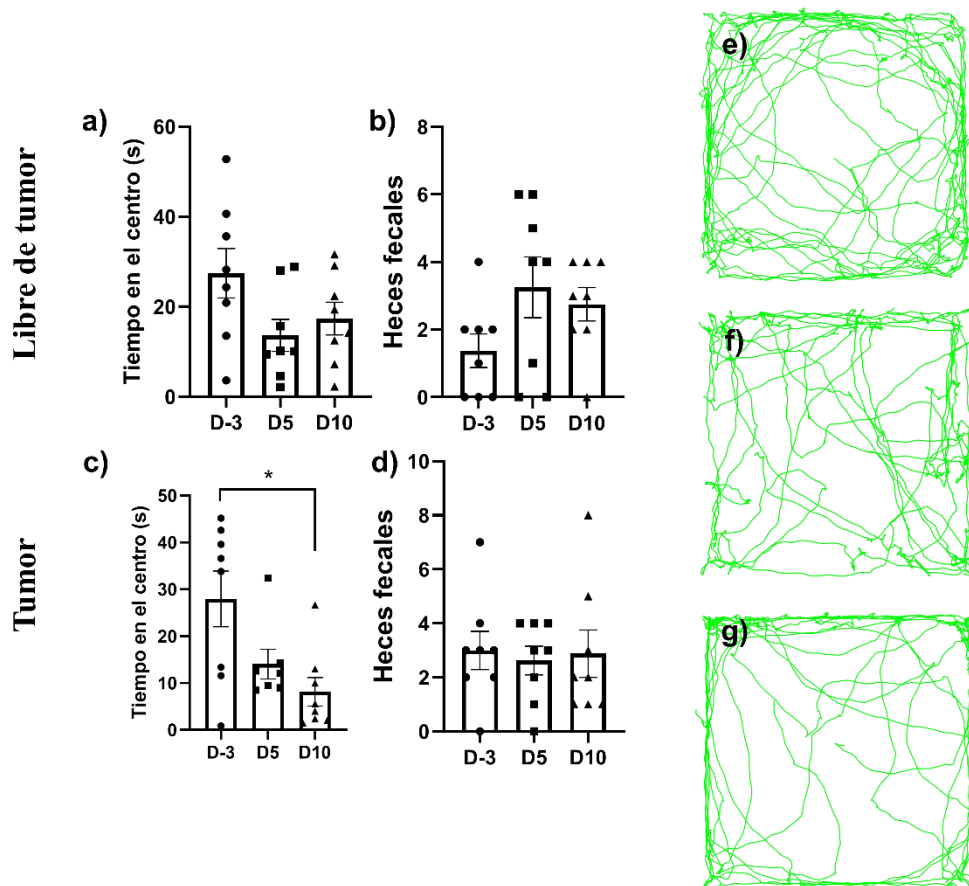 Libre de tumor
a)
Tiempo en el centro (s)
60
40
20
0
D-3 D5 D10
b)
Heces fecales
8
6
4
2
0
D-3 D5 D10
e)
f)
Tumor
c)
Tiempo en el centro (s)
50
40
30
20
10
0
*
D-3 D5 D10
d)
Heces fecales
10
8
6
4
2
0
D-3 D5 D10
g)